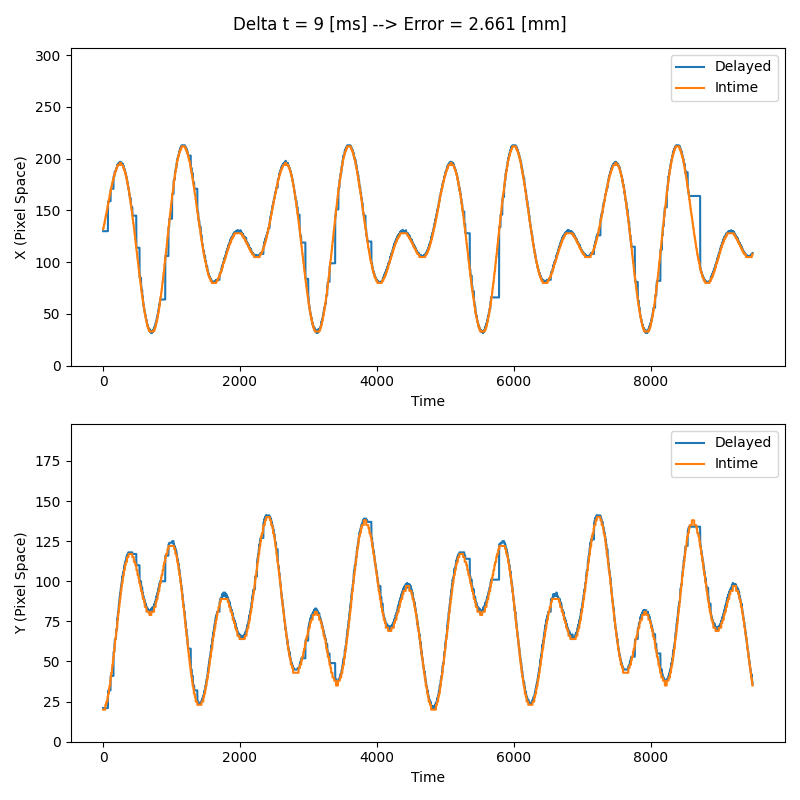 Delta t = 9 [ms] --> Error = 2.661 [mm]
300
250
200
150
100
50
0
X (Pixel Space)
Delayed
Intime
0
2000
4000
6000
8000
Time
175
150
125
100
75
50
25
0
Y (Pixel Space)
Delayed
Intime
0
2000
4000
6000
8000
Time